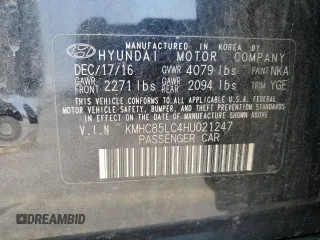 MANUFACTURED IN KOREA BY
HYUNDAI MOTOR COMPANY
DEC/17/16 GVWR 4079 lbs PAINT NKA
GAWR FRONT 2271 lbs GAWR REAR 2094 lbs TRIM YGE
THIS VEHICLE CONFORMS TO ALL APPLICABLE U.S.
FEDERAL MOTOR VEHICLE SAFETY, BUMPER, AND
THEFT PREVENTION STANDARDS IN EFFECT ON
THE DATE OF MANUFACTURE SHOWN ABOVE.
V.I.N KMHC85LC4HU021247
PASSENGER CAR
© DREAMBID